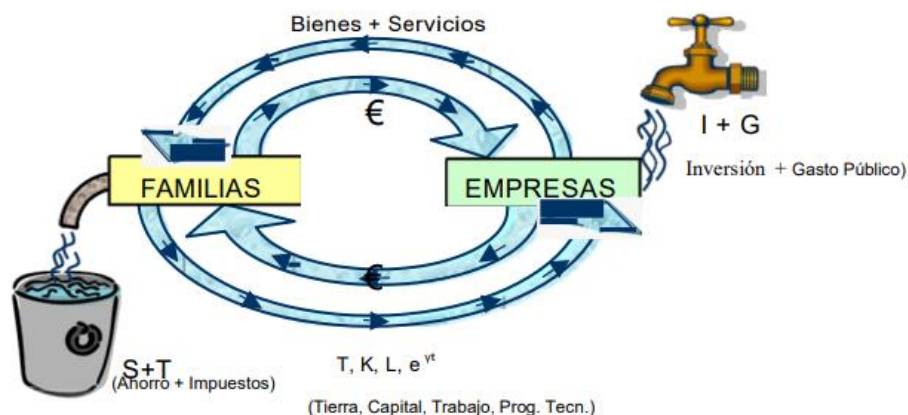 Bienes + Servicios
€
I + G
Inversión + Gasto Público)
FAMILIAS
EMPRESAS
€
S+T
(Ahorro + Impuestos)
T, K, L, e γt
(Tierra, Capital, Trabajo, Prog. Tecn.)